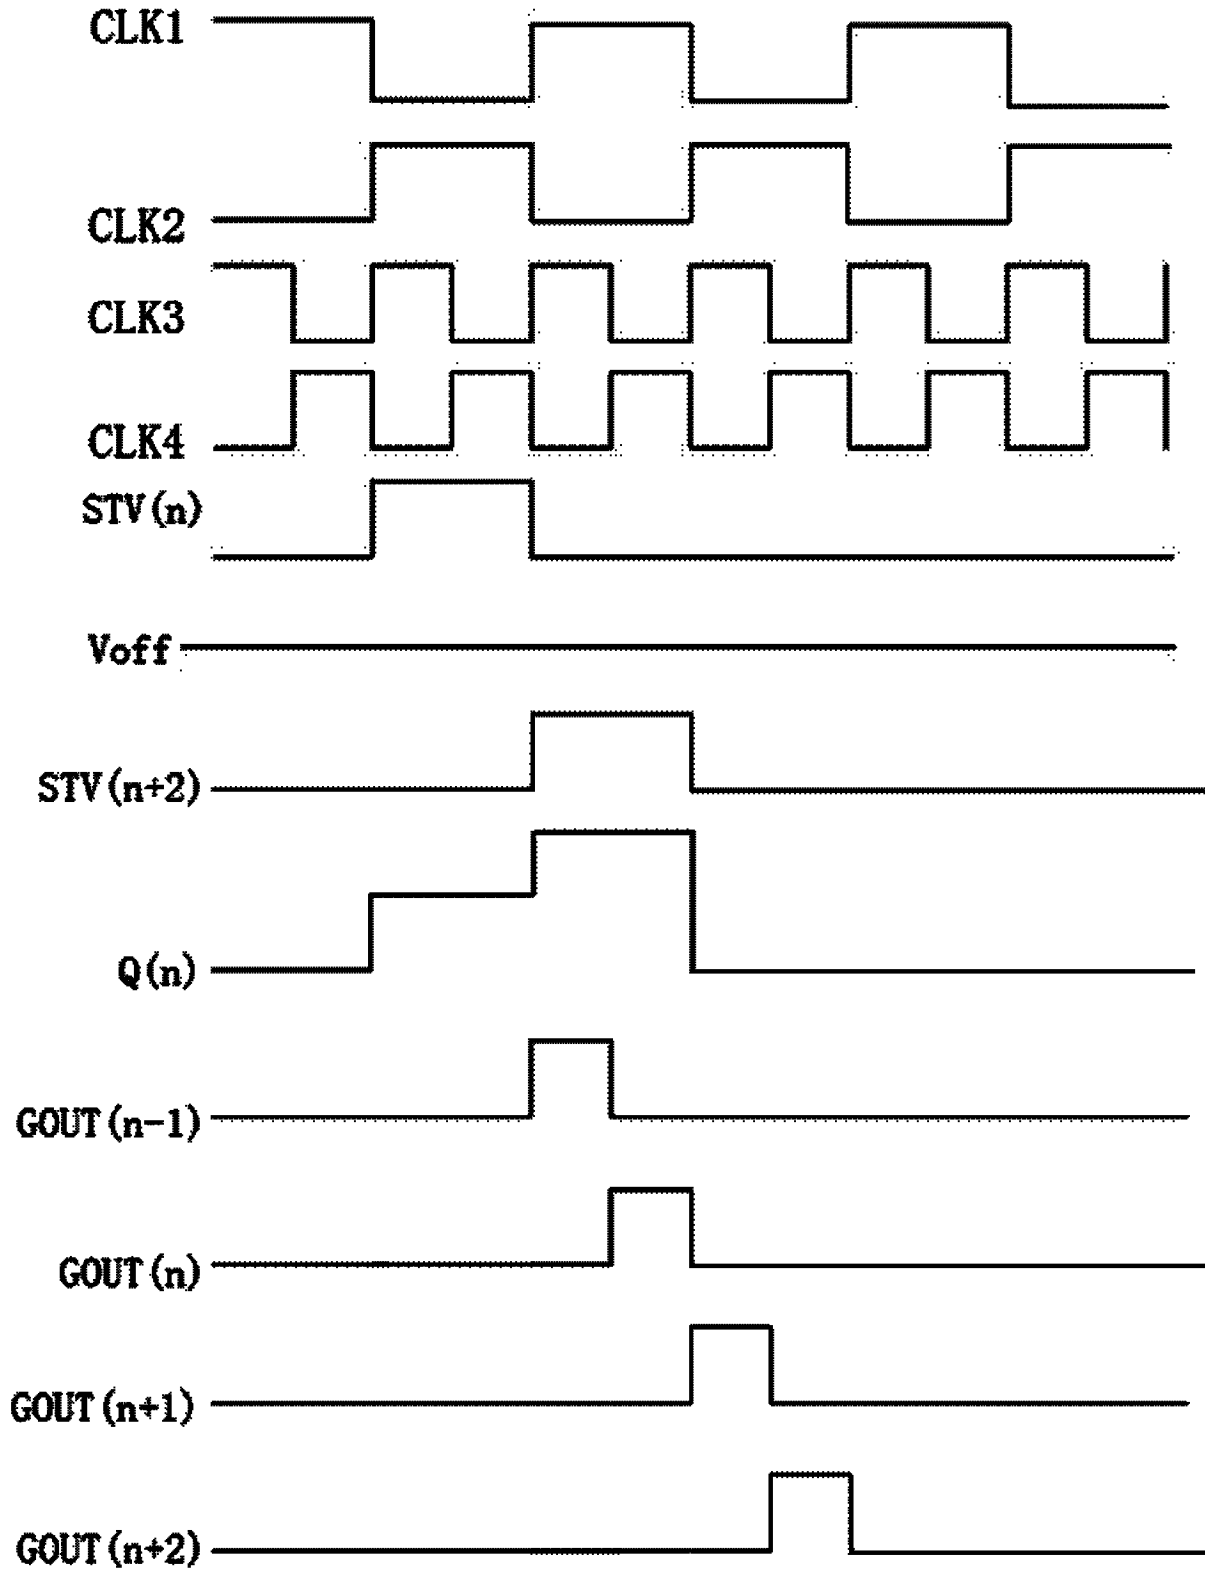 CLK1
CLK2
CLK3
CLK4
STV(n)
Voff
STV(n+2)
Q(n)
GOUT(n-1)
GOUT(n)
GOUT(n+1)
GOUT(n+2)